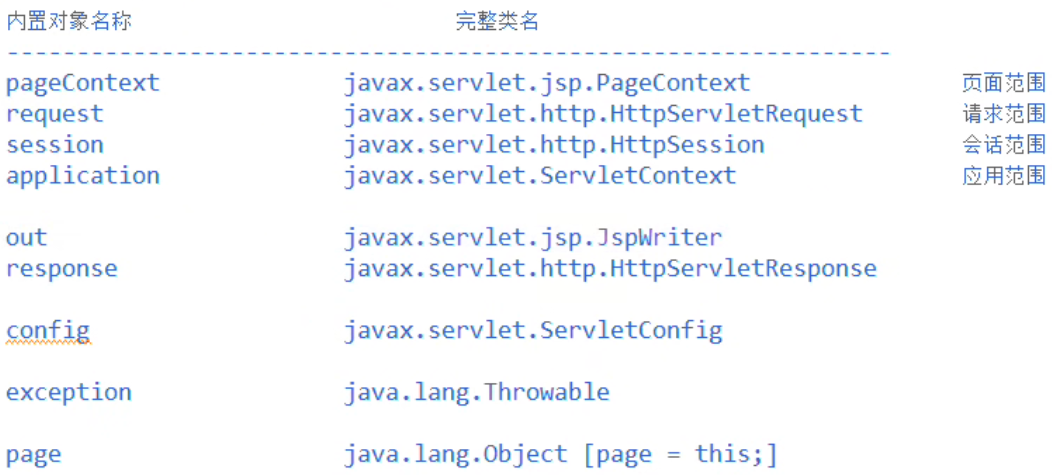 内置对象名称 完整类名
---------------------------------------------------------------
pageContext javax.servlet.jsp.PageContext 页面范围
request javax.servlet.http.HttpServletRequest 请求范围
session javax.servlet.http.HttpSession 会话范围
application javax.servlet.ServletContext 应用范围
out javax.servlet.jsp.JspWriter
response javax.servlet.http.HttpServletResponse
config javax.servlet.ServletConfig
exception java.lang.Throwable
page java.lang.Object [page = this;]